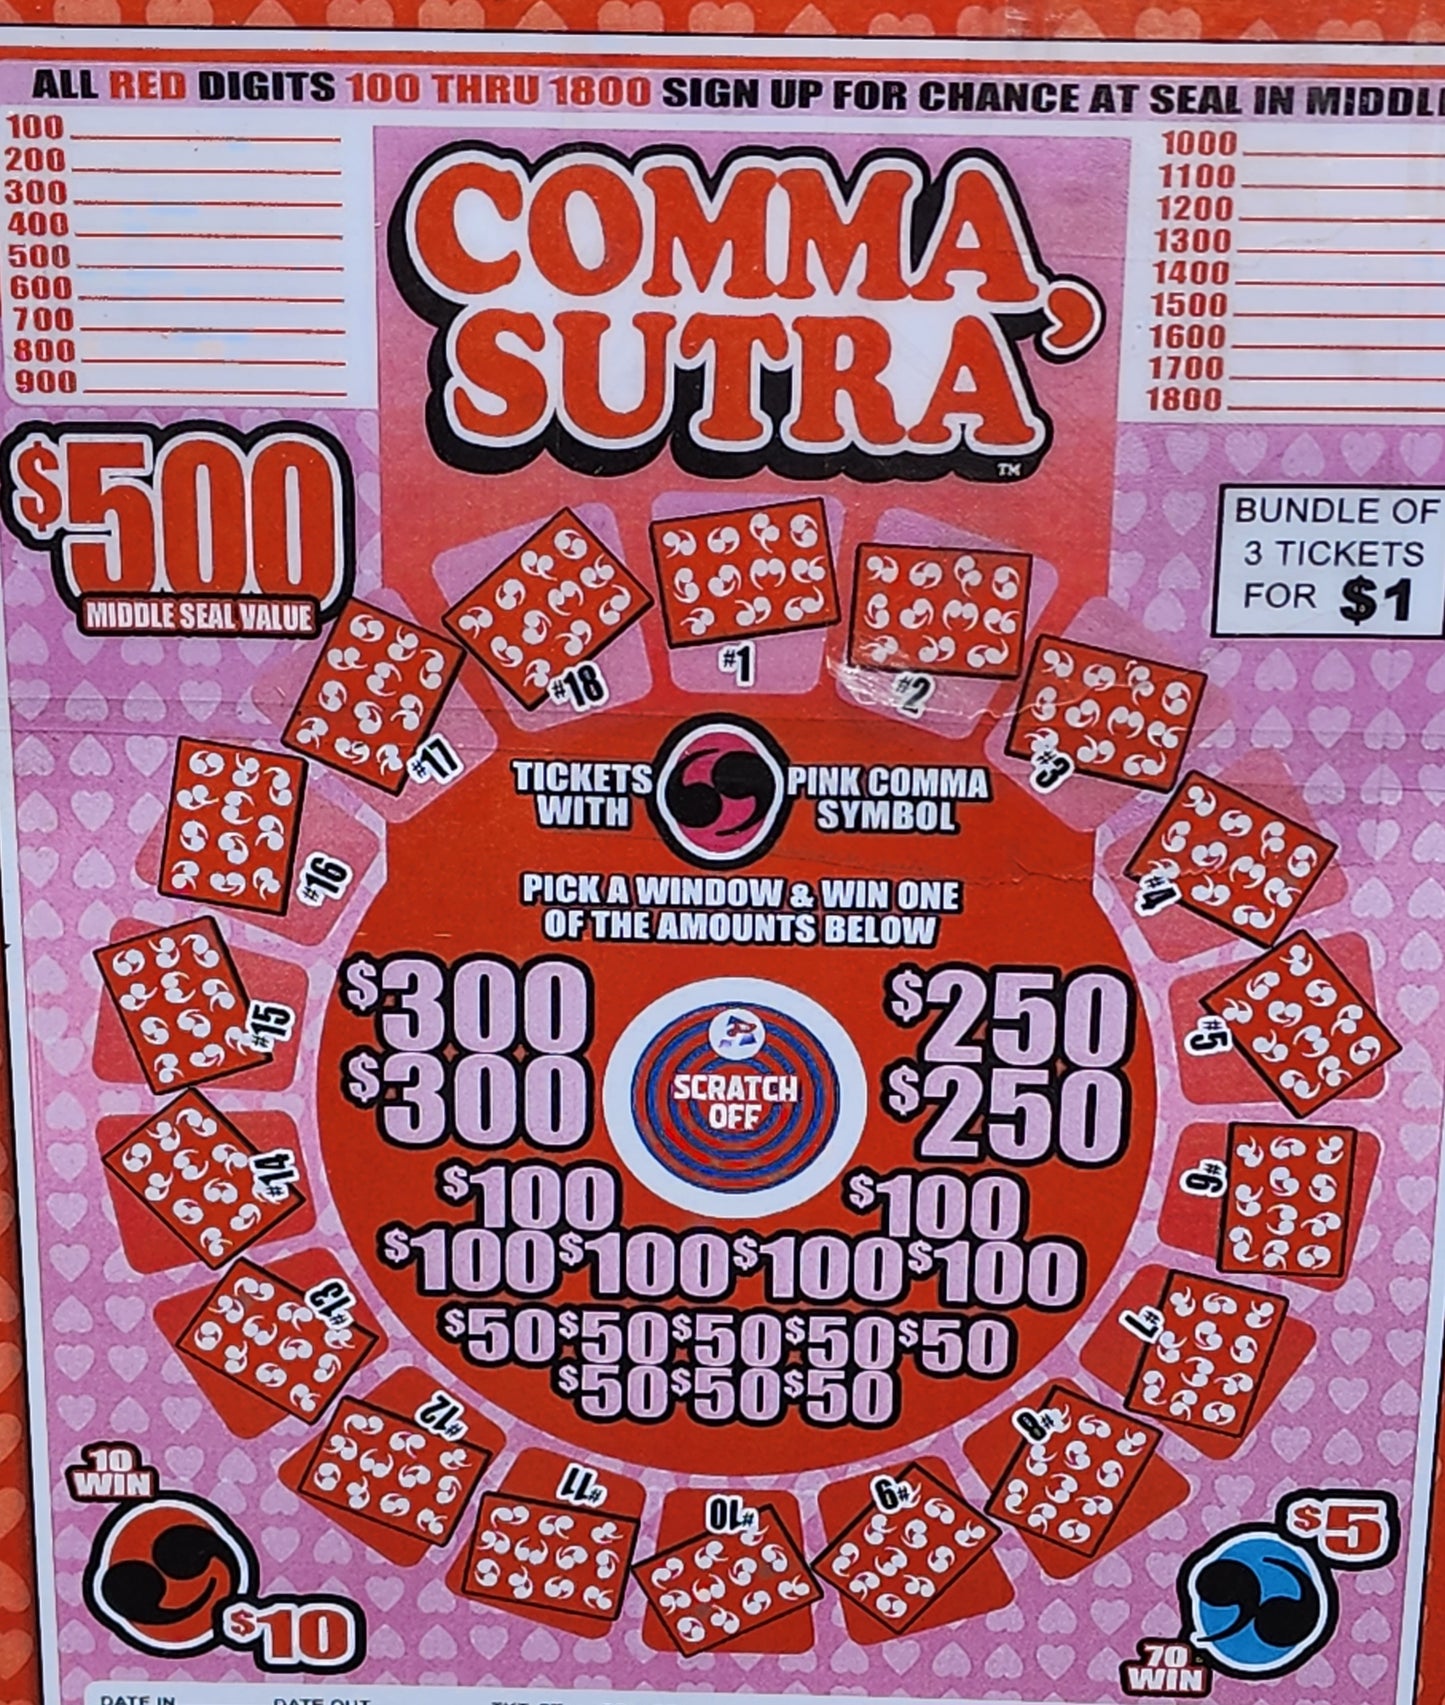 ALL RED DIGITS 100 THRU 1800 SIGN UP FOR CHANCE AT SEAL IN
100
200
300
400
500
600
700
800
900
1000
1100
1200
1300
1400
1500
1600
1700
1800
COMMA,
SUTRA
TM
$500
MIDDLE SEAL VALUE
BUNDLE OF
3 TICKETS
FOR $1
#1
#2
#3
#4
#5
#6
#7
#8
#9
#10
#11
#12
#13
#14
#15
#16
#17
#18
TICKETS WITH
PINK COMMA SYMBOL
PICK A WINDOW & WIN ONE
OF THE AMOUNTS BELOW
$300 $250
$300 $250
SCRATCH
OFF
$100 $100
$100 $100 $100 $100
$50 $50 $50 $50 $50
$50 $50 $50
10
WIN
$10
$5
70
WIN
DATE IN DATE OUT